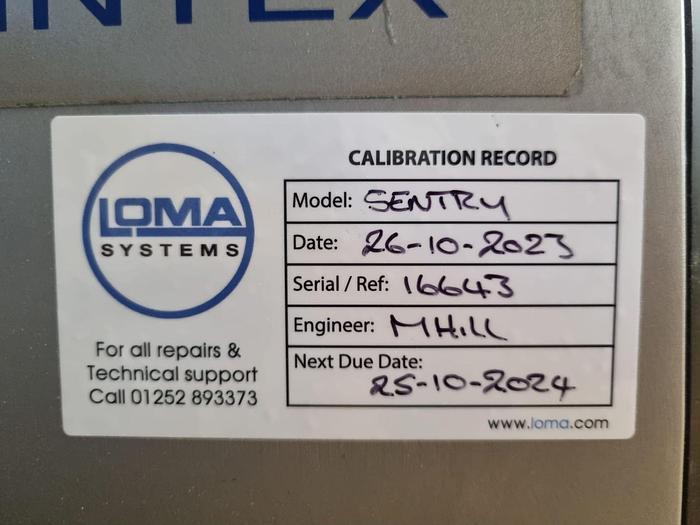 INTEX
LOMA
SYSTEMS
For all repairs &
Technical support
Call 01252 893373
CALIBRATION RECORD
Model: SENTRY
Date: 26-10-2023
Serial / Ref: 16643
Engineer: MHill
Next Due Date:
25-10-2024
www.loma.com